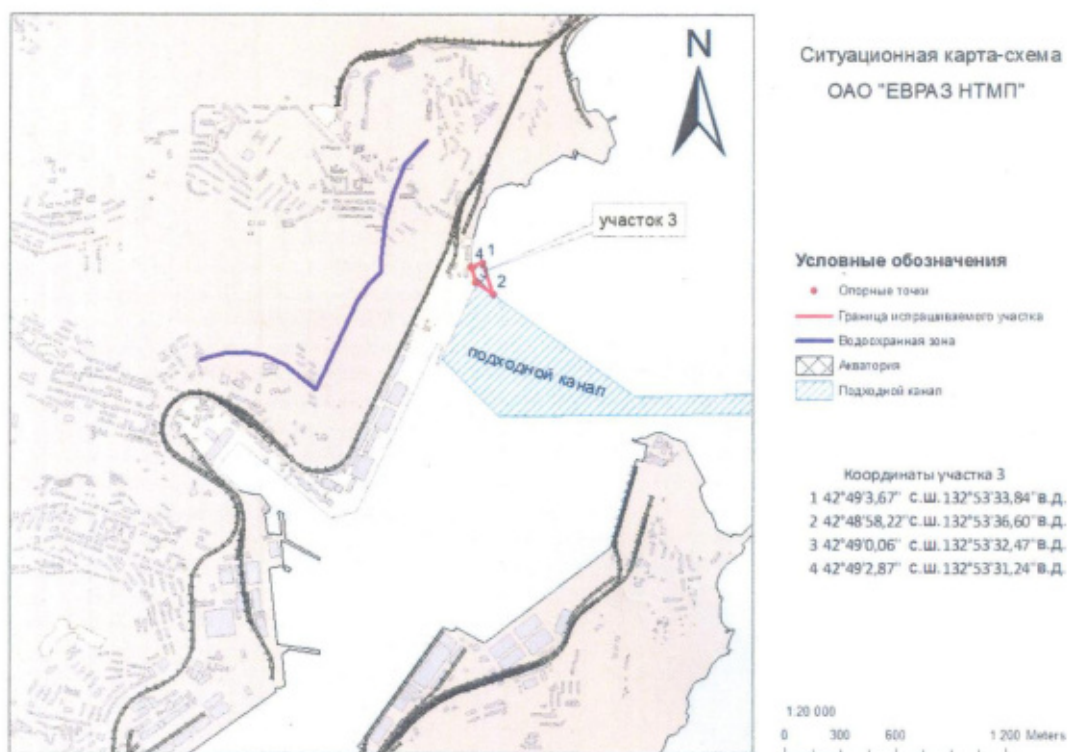 N
Ситуационная карта-схема
ОАО "ЕВРАЗ НТМП"
участок 3
4 1
3
2
подходной канал
Условные обозначения
Опорные точки
Граница испрашиваемого участка
Водоохранная зона
Акватория
Подходной канал
Координаты участка 3
1 42°49'3,67" с.ш. 132°53'33,84" в.д.
2 42°48'58,22" с.ш. 132°53'36,60" в.д.
3 42°49'0,06" с.ш. 132°53'32,47" в.д.
4 42°49'2,87" с.ш. 132°53'31,24" в.д.
1:20 000
0 300 600 1 200 Meters